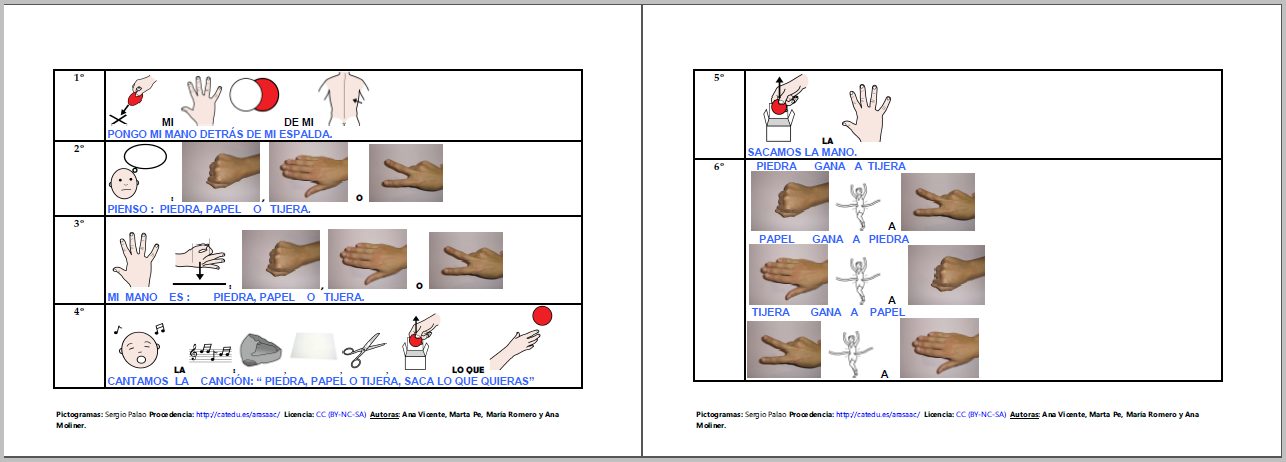 1º
MI DE MI
PONGO MI MANO DETRÁS DE MI ESPALDA.
2º
: , O
PIENSO : PIEDRA, PAPEL O TIJERA.
3º
: , O
MI MANO ES : PIEDRA, PAPEL O TIJERA.
4º
LA : , , , LO QUE
CANTAMOS LA CANCIÓN: “ PIEDRA, PAPEL O TIJERA, SACA LO QUE QUIERAS”
Pictogramas: Sergio Palao Procedencia: http://catedu.es/arasaac/ Licencia: CC (BY-NC-SA) Autoras: Ana Vicente, Marta Pe, María Romero y Ana
Moliner.
5º
LA
SACAMOS LA MANO.
6º
PIEDRA GANA A TIJERA
A
PAPEL GANA A PIEDRA
A
TIJERA GANA A PAPEL
A
Pictogramas: Sergio Palao Procedencia: http://catedu.es/arasaac/ Licencia: CC (BY-NC-SA) Autoras: Ana Vicente, Marta Pe, María Romero y Ana
Moliner.